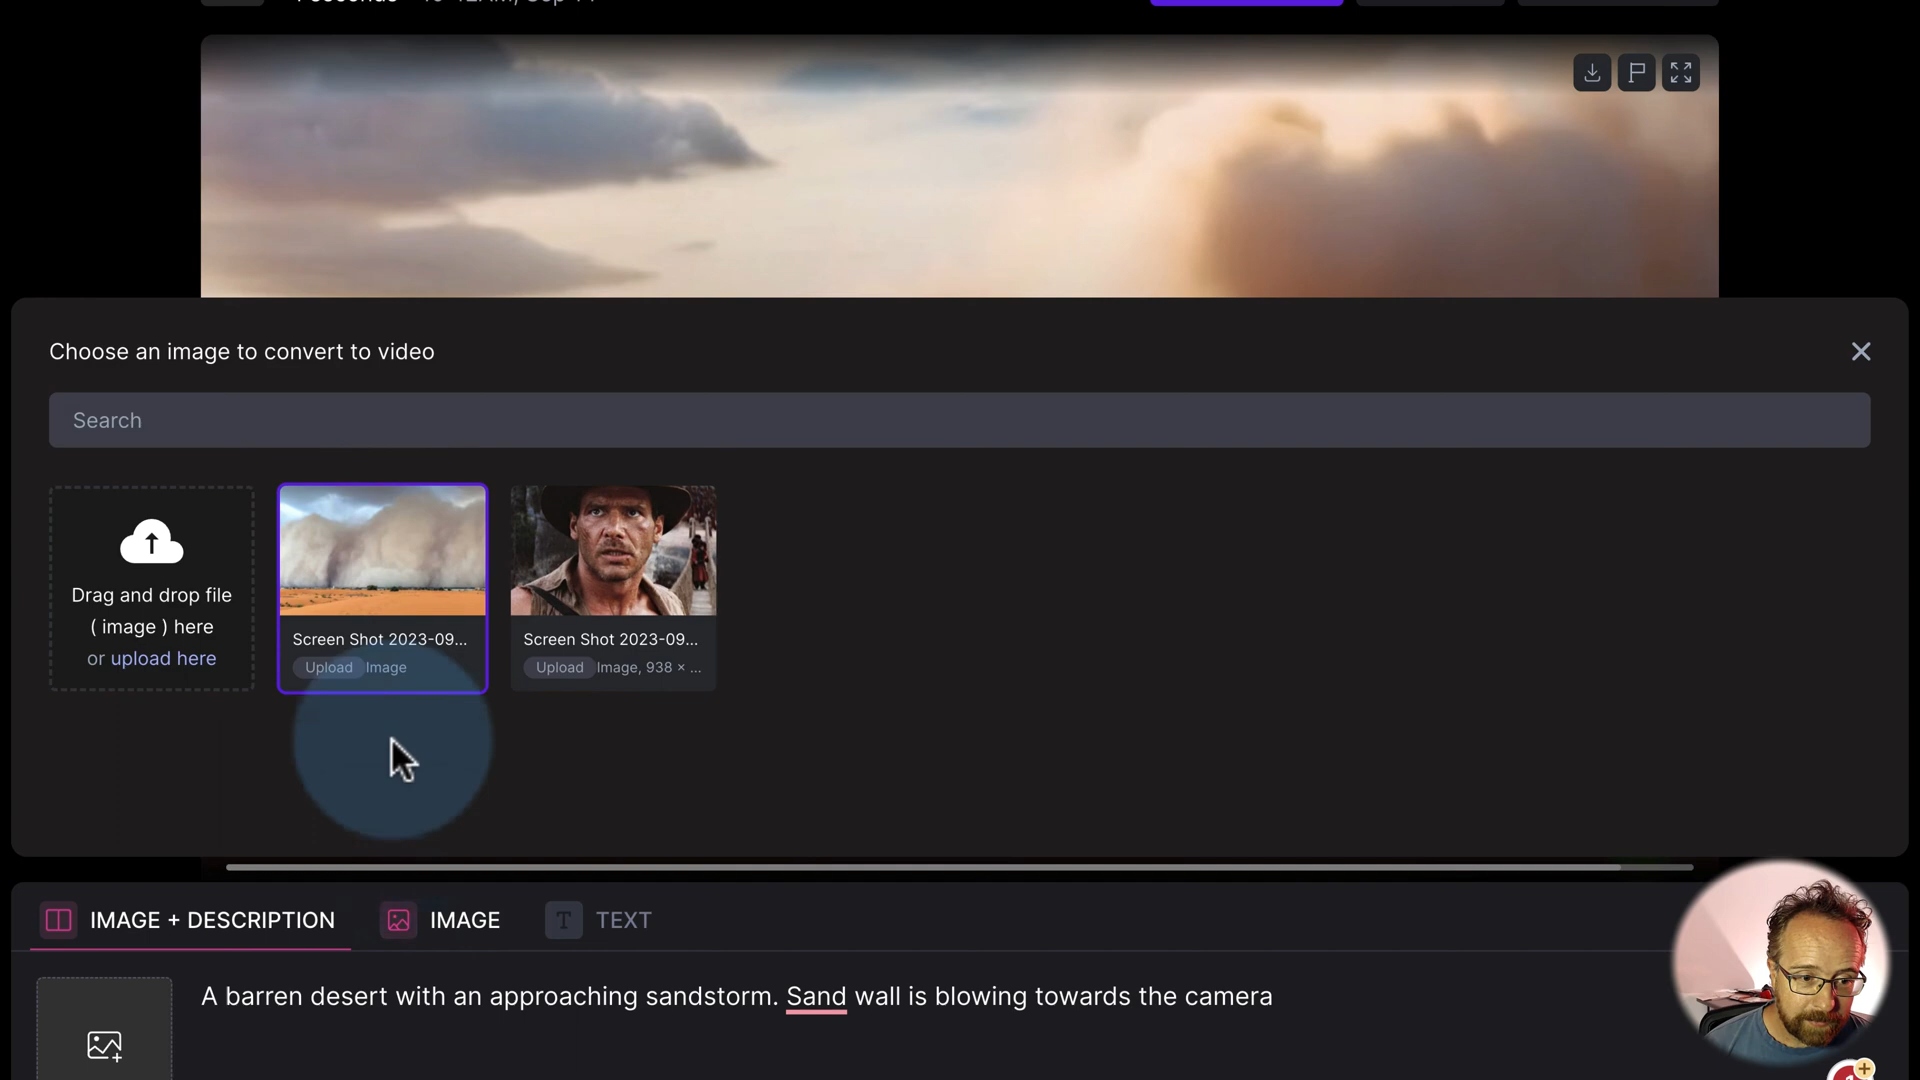 Choose an image to convert to video
Search
Drag and drop file
( image ) here
or upload here
Screen Shot 2023-09...
Upload Image
Screen Shot 2023-09...
Upload Image, 938 × ...
IMAGE + DESCRIPTION
IMAGE
T TEXT
A barren desert with an approaching sandstorm. Sand wall is blowing towards the camera